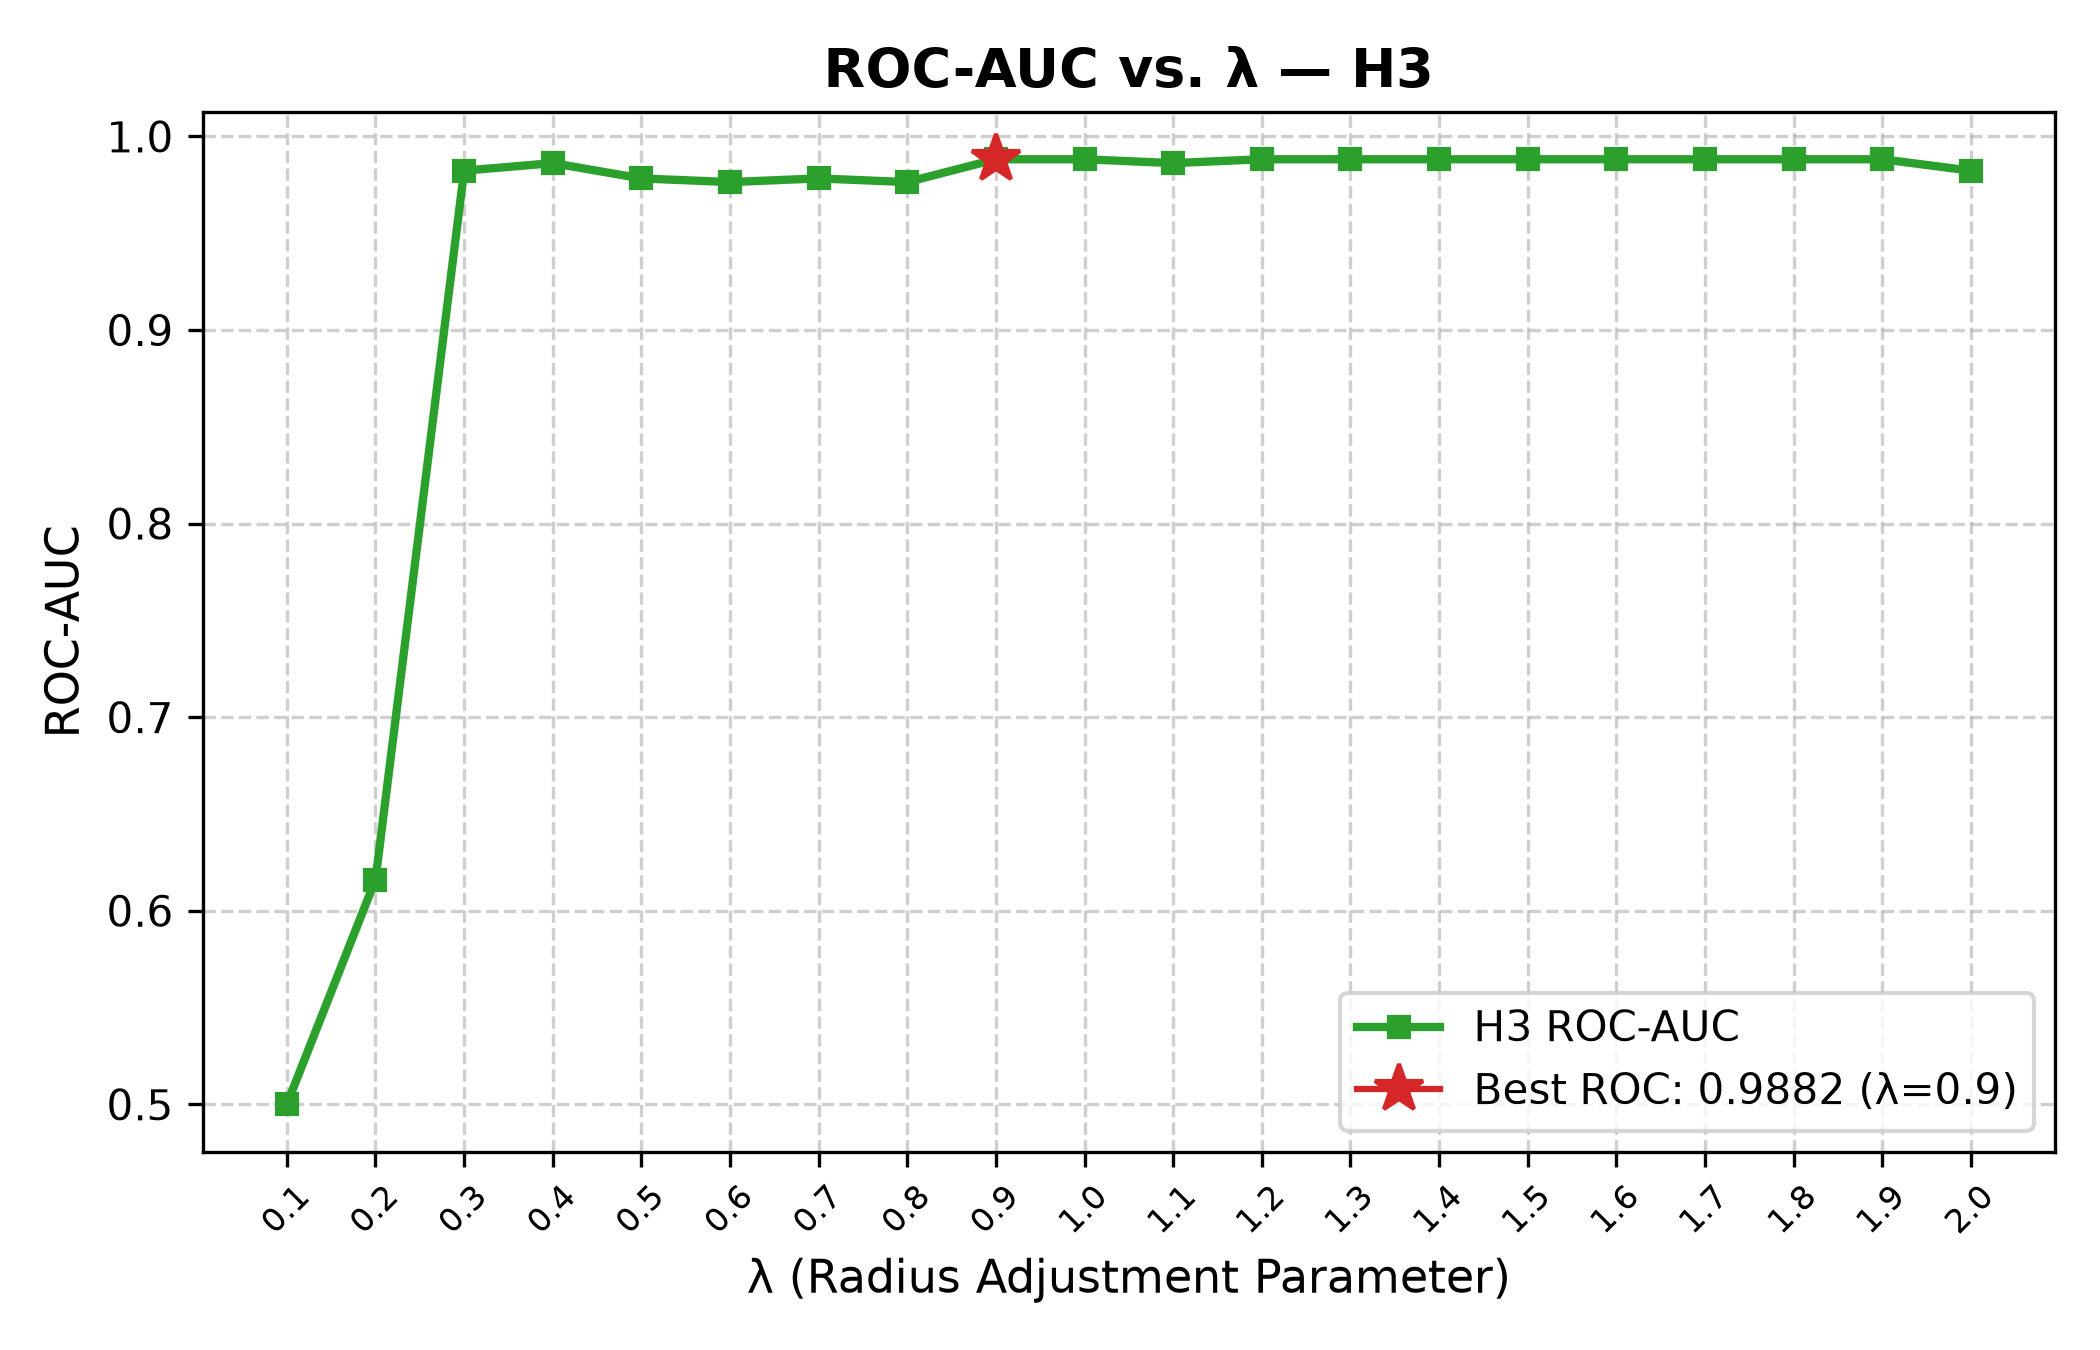 ROC-AUC vs. λ — H3
1.0
0.9
0.8
0.7
0.6
0.5
ROC-AUC
H3 ROC-AUC
Best ROC: 0.9882 (λ=0.9)
0.1 0.2 0.3 0.4 0.5 0.6 0.7 0.8 0.9 1.0 1.1 1.2 1.3 1.4 1.5 1.6 1.7 1.8 1.9 2.0
λ (Radius Adjustment Parameter)